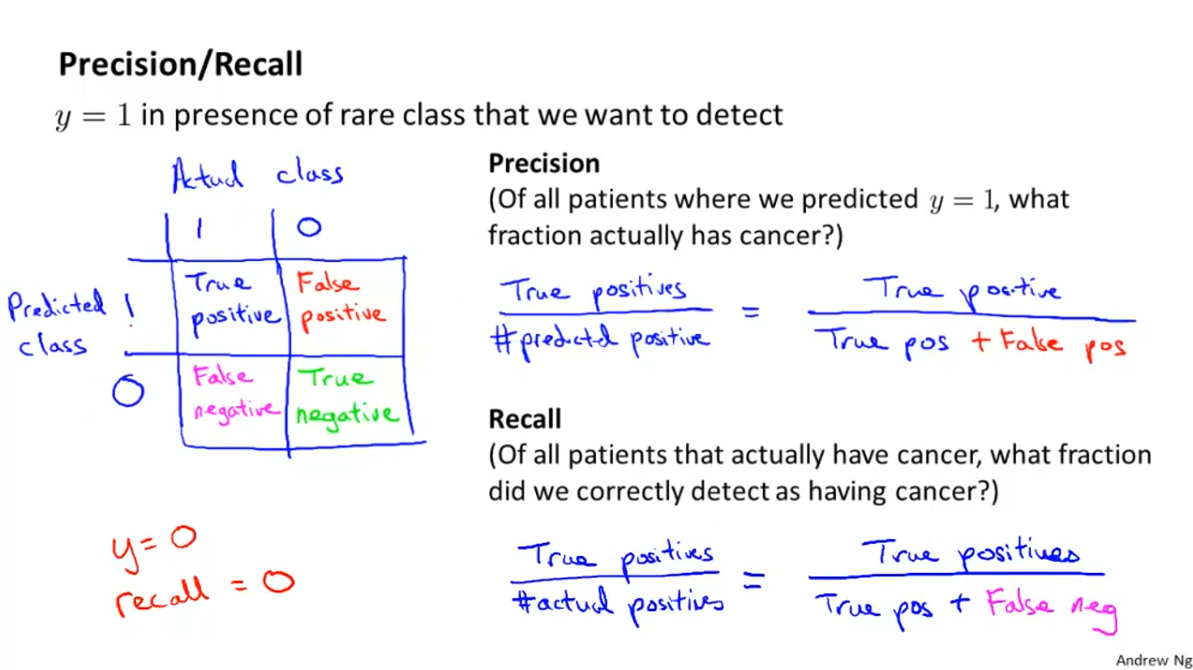 Precision/Recall
y = 1 in presence of rare class that we want to detect
Actual class
1 0
Predicted 1
class
True
positive
False
positive
0
False
negative
True
negative
y = 0
recall = 0
Precision
(Of all patients where we predicted y = 1, what
fraction actually has cancer?)
True positives
#predicted positive
=
True positive
True pos + False pos
Recall
(Of all patients that actually have cancer, what fraction
did we correctly detect as having cancer?)
True positives
#actual positives
=
True positives
True pos + False neg
Andrew Ng